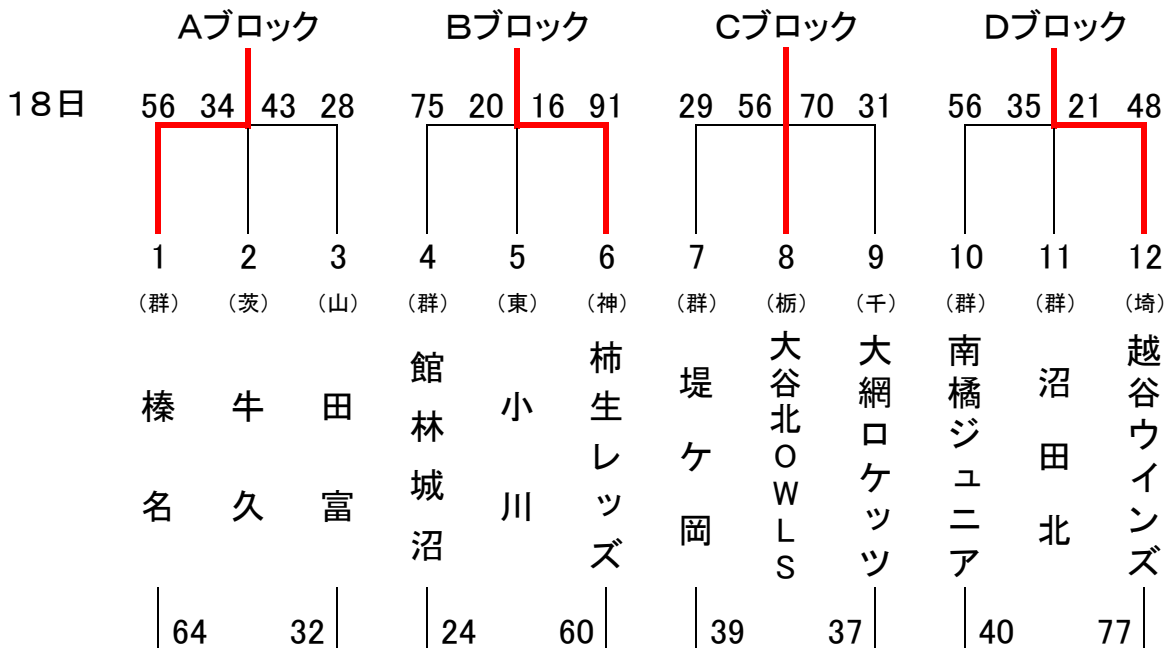 Aブロック Bブロック Cブロック Dブロック
18日 56 34 43 28 75 20 16 91 29 56 70 31 56 35 21 48
1 2 3 4 5 6 7 8 9 10 11 12
(群) (茨) (山) (群) (東) (神) (群) (栃) (千) (群) (群) (埼)
榛名
牛久
田富
館林城沼
小川
柿生レッズ
堤ケ岡
大谷北OWLS
大網ロケッツ
南橘ジュニア
沼田北
越谷ウインズ
64 32 24 60 39 37 40 77